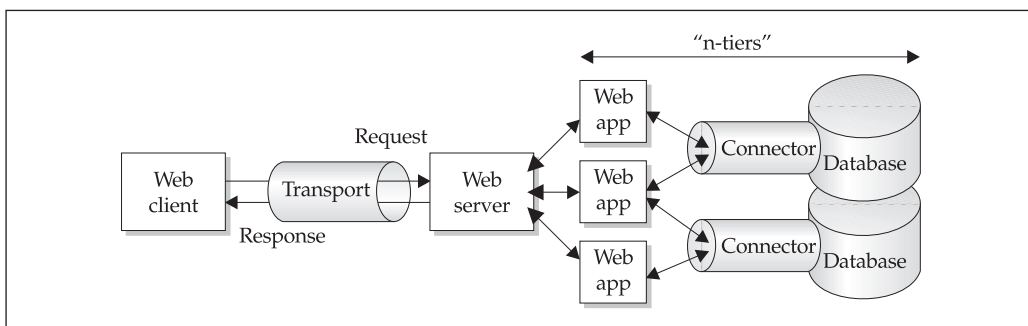 “n-tiers”
Web
app
Request
Connector
Database
Web
client
Transport
Web
server
Web
app
Response
Connector
Database
Web
app